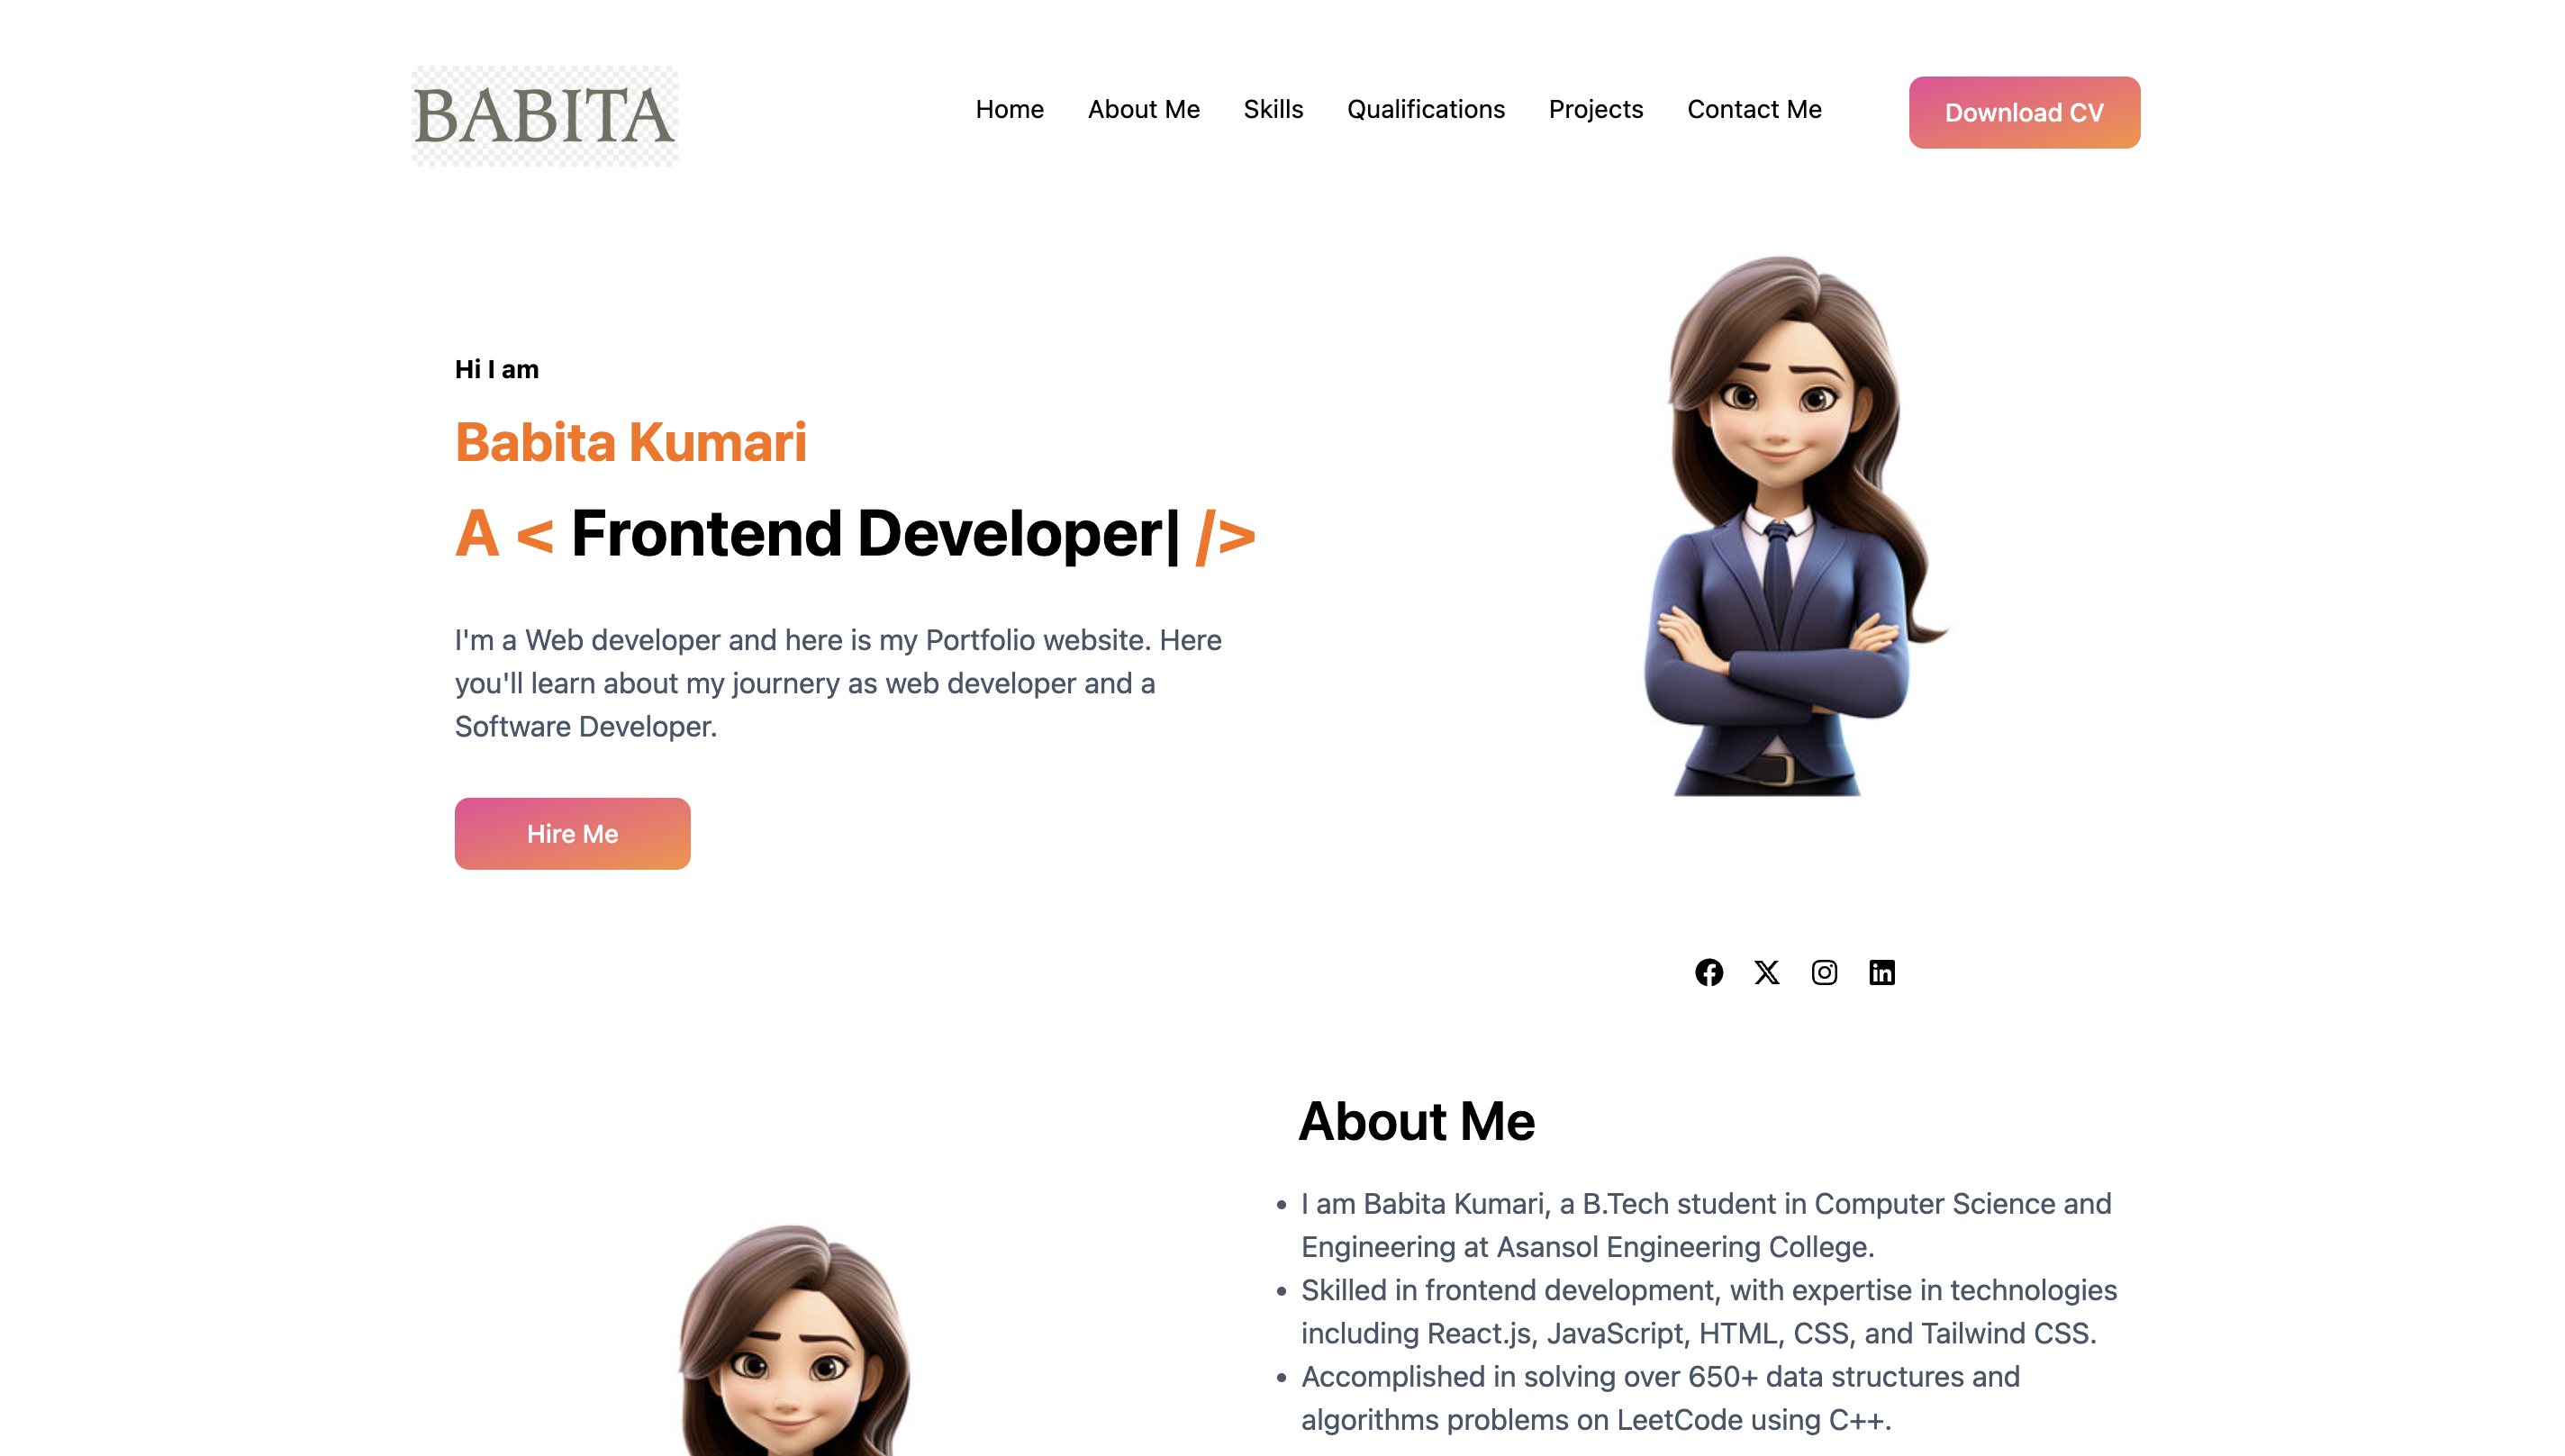 BABITA
Home About Me Skills Qualifications Projects Contact Me Download CV
Hi I am
Babita Kumari
A < Frontend Developer| />
I'm a Web developer and here is my Portfolio website. Here
you'll learn about my journery as web developer and a
Software Developer.
Hire Me
About Me
• I am Babita Kumari, a B.Tech student in Computer Science and
Engineering at Asansol Engineering College.
• Skilled in frontend development, with expertise in technologies
including React.js, JavaScript, HTML, CSS, and Tailwind CSS.
• Accomplished in solving over 650+ data structures and
algorithms problems on LeetCode using C++.